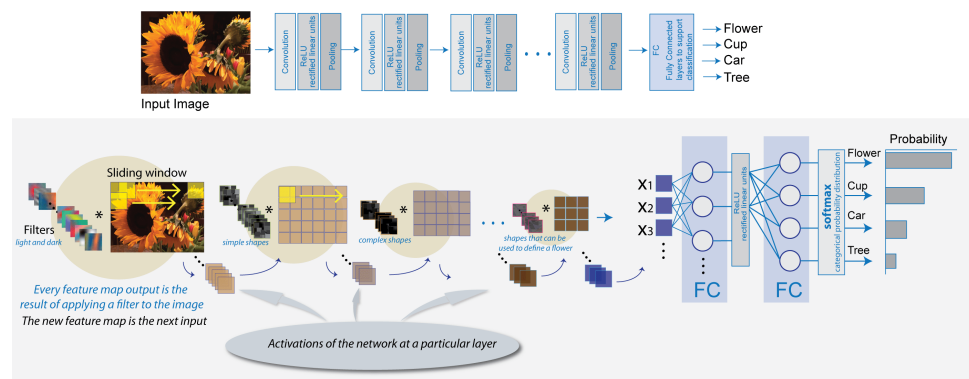 Input Image
Convolution
ReLU
rectified linear units
Pooling
Convolution
ReLU
rectified linear units
Pooling
Convolution
ReLU
rectified linear units
Pooling
Convolution
ReLU
rectified linear units
Pooling
FC
Fully Connected
layers to support
classification
Flower
Cup
Car
Tree
Sliding window
Filters
light and dark
*
simple shapes
*
complex shapes
*
shapes that can be
used to define a flower
*
Every feature map output is the
result of applying a filter to the image
The new feature map is the next input
Activations of the network at a particular layer
X1
X2
X3
FC
ReLU
rectified linear units
FC
softmax
categorical probability distribution
Probability
Flower
Cup
Car
Tree